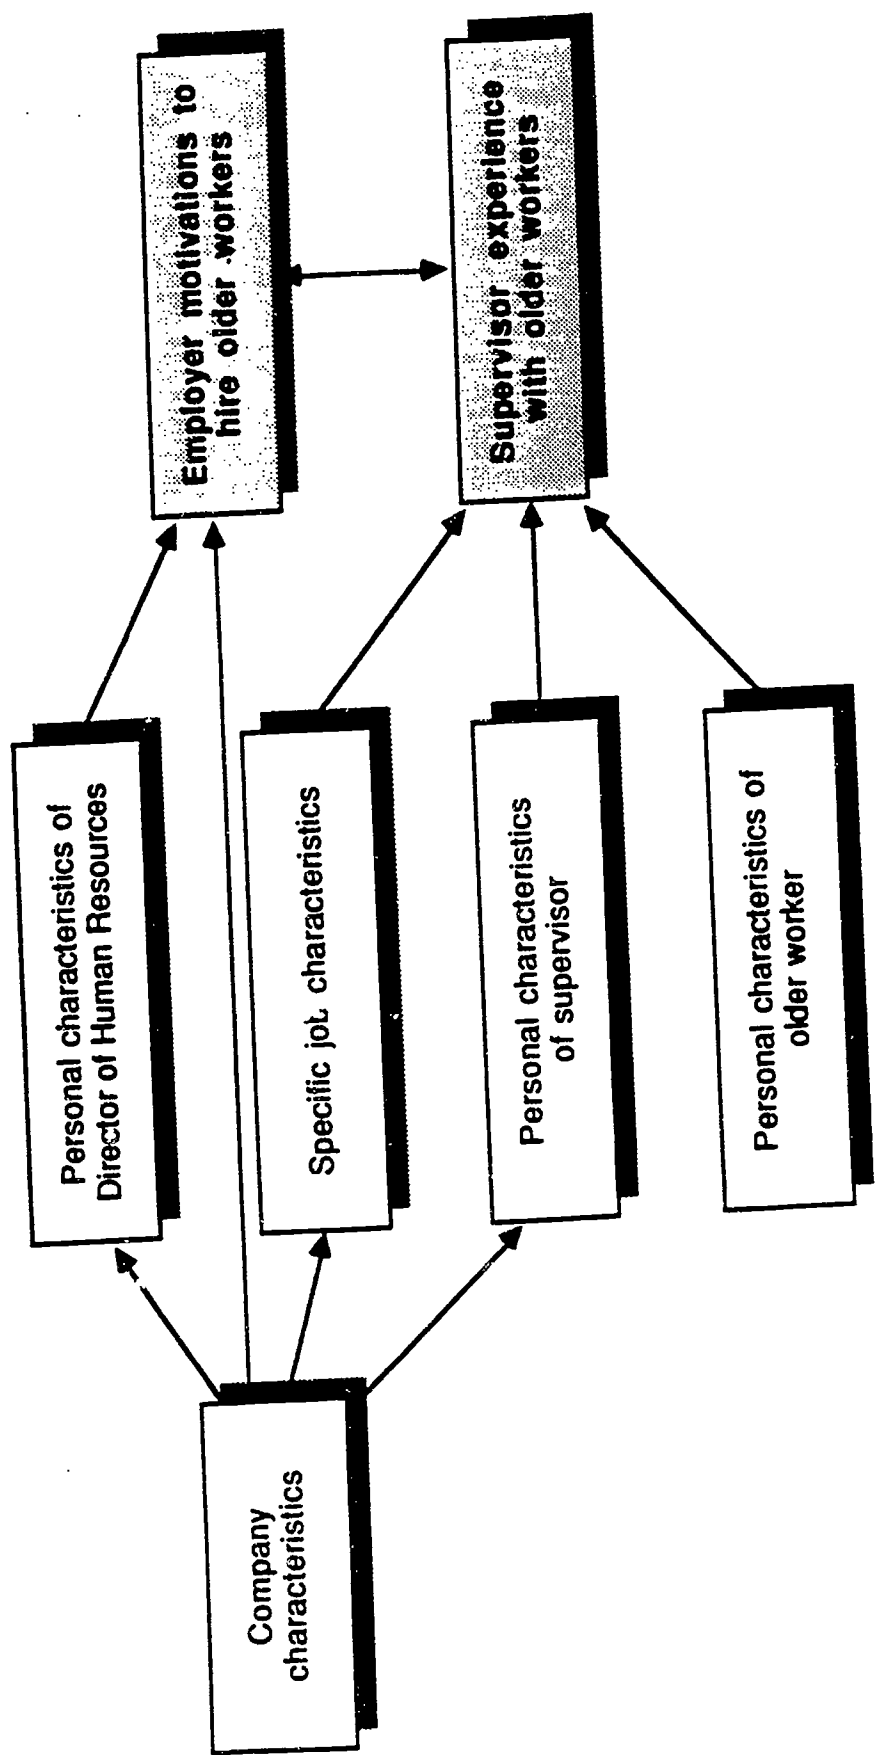 Company
characteristics
Personal characteristics of
Director of Human Resources
Specific job characteristics
Personal characteristics
of supervisor
Personal characteristics of
older worker
Employer motivations to
hire older workers
Supervisor experience
with older workers